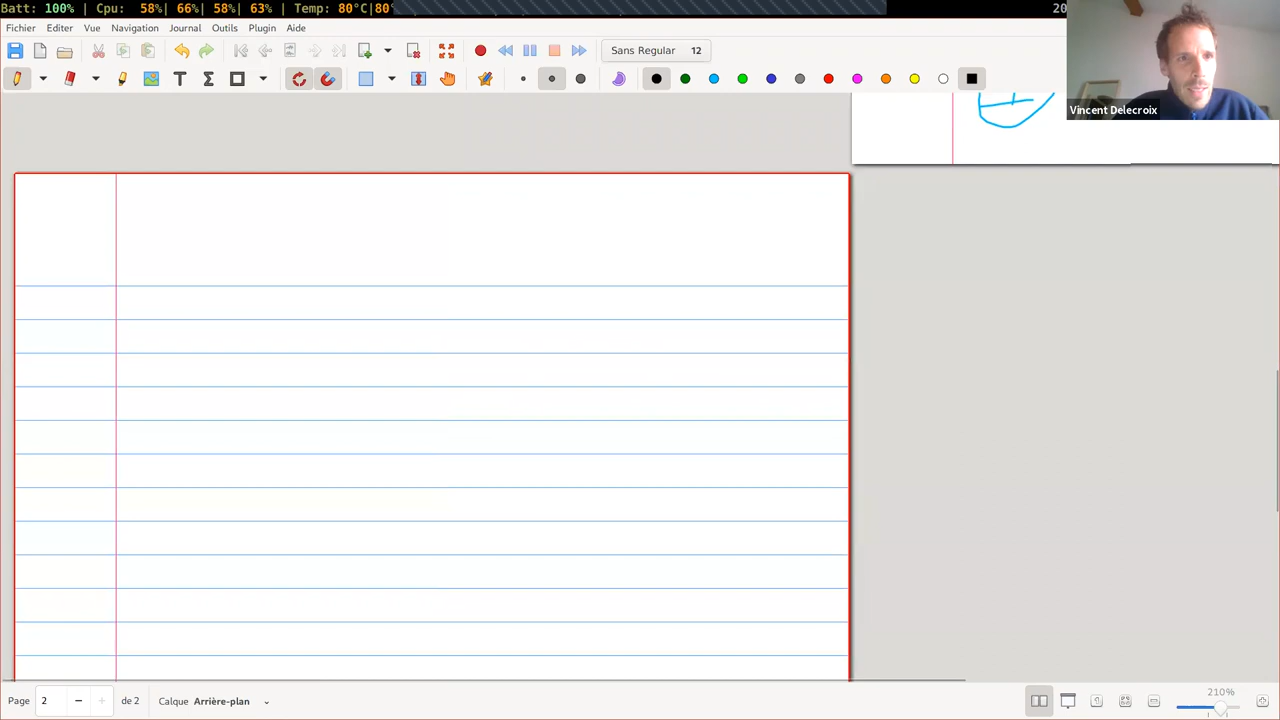 Batt: 100% | Cpu: 58%| 66%| 58%| 63% | Temp: 80°C|80°
20
Fichier Editer Vue Navigation Journal Outils Plugin Aide
Sans Regular 12
Vincent Delecroix
Page 2 de 2 Calque Arrière-plan
210%